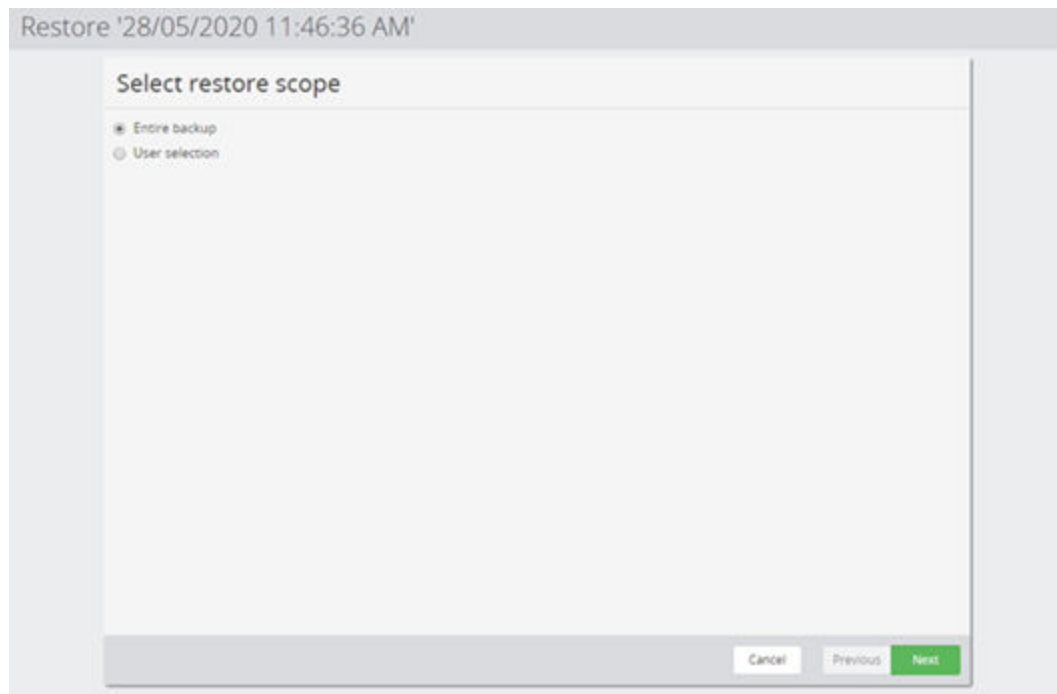 Restore '28/05/2020 11:46:36 AM'
Select restore scope
Entire backup
User selection
Cancel Previous Next